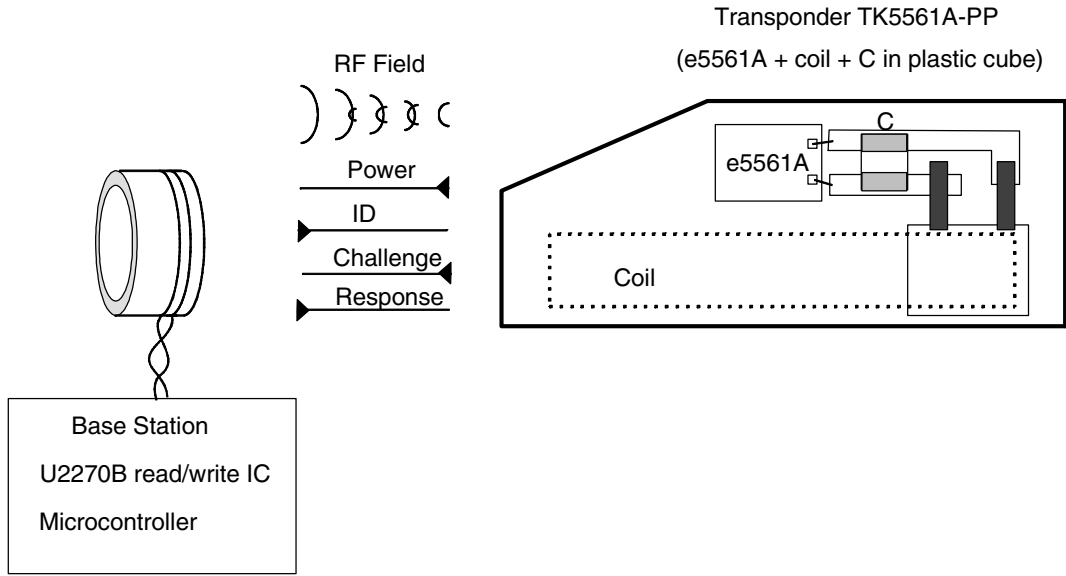 Transponder TK5561A-PP
(e5561A + coil + C in plastic cube)
RF Field
Power
ID
Challenge
Response
C
e5561A
Coil
Base Station
U2270B read/write IC
Microcontroller